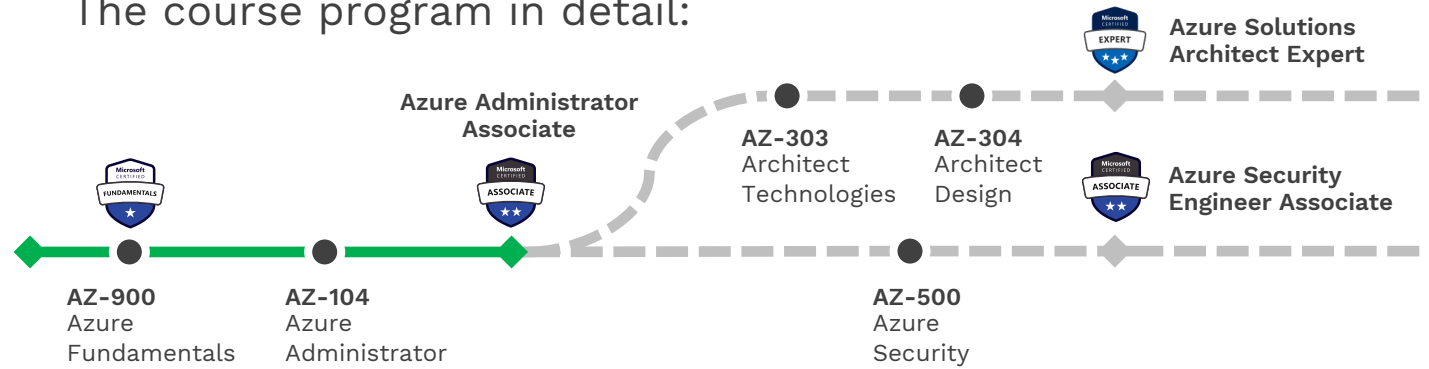 The course program in detail:
Microsoft
CERTIFIED
EXPERT
Azure Solutions
Architect Expert
Azure Administrator
Associate
AZ-303
Architect
Technologies
AZ-304
Architect
Design
Microsoft
CERTIFIED
FUNDAMENTALS
Microsoft
CERTIFIED
ASSOCIATE
Microsoft
CERTIFIED
ASSOCIATE
Azure Security
Engineer Associate
AZ-900
Azure
Fundamentals
AZ-104
Azure
Administrator
AZ-500
Azure
Security